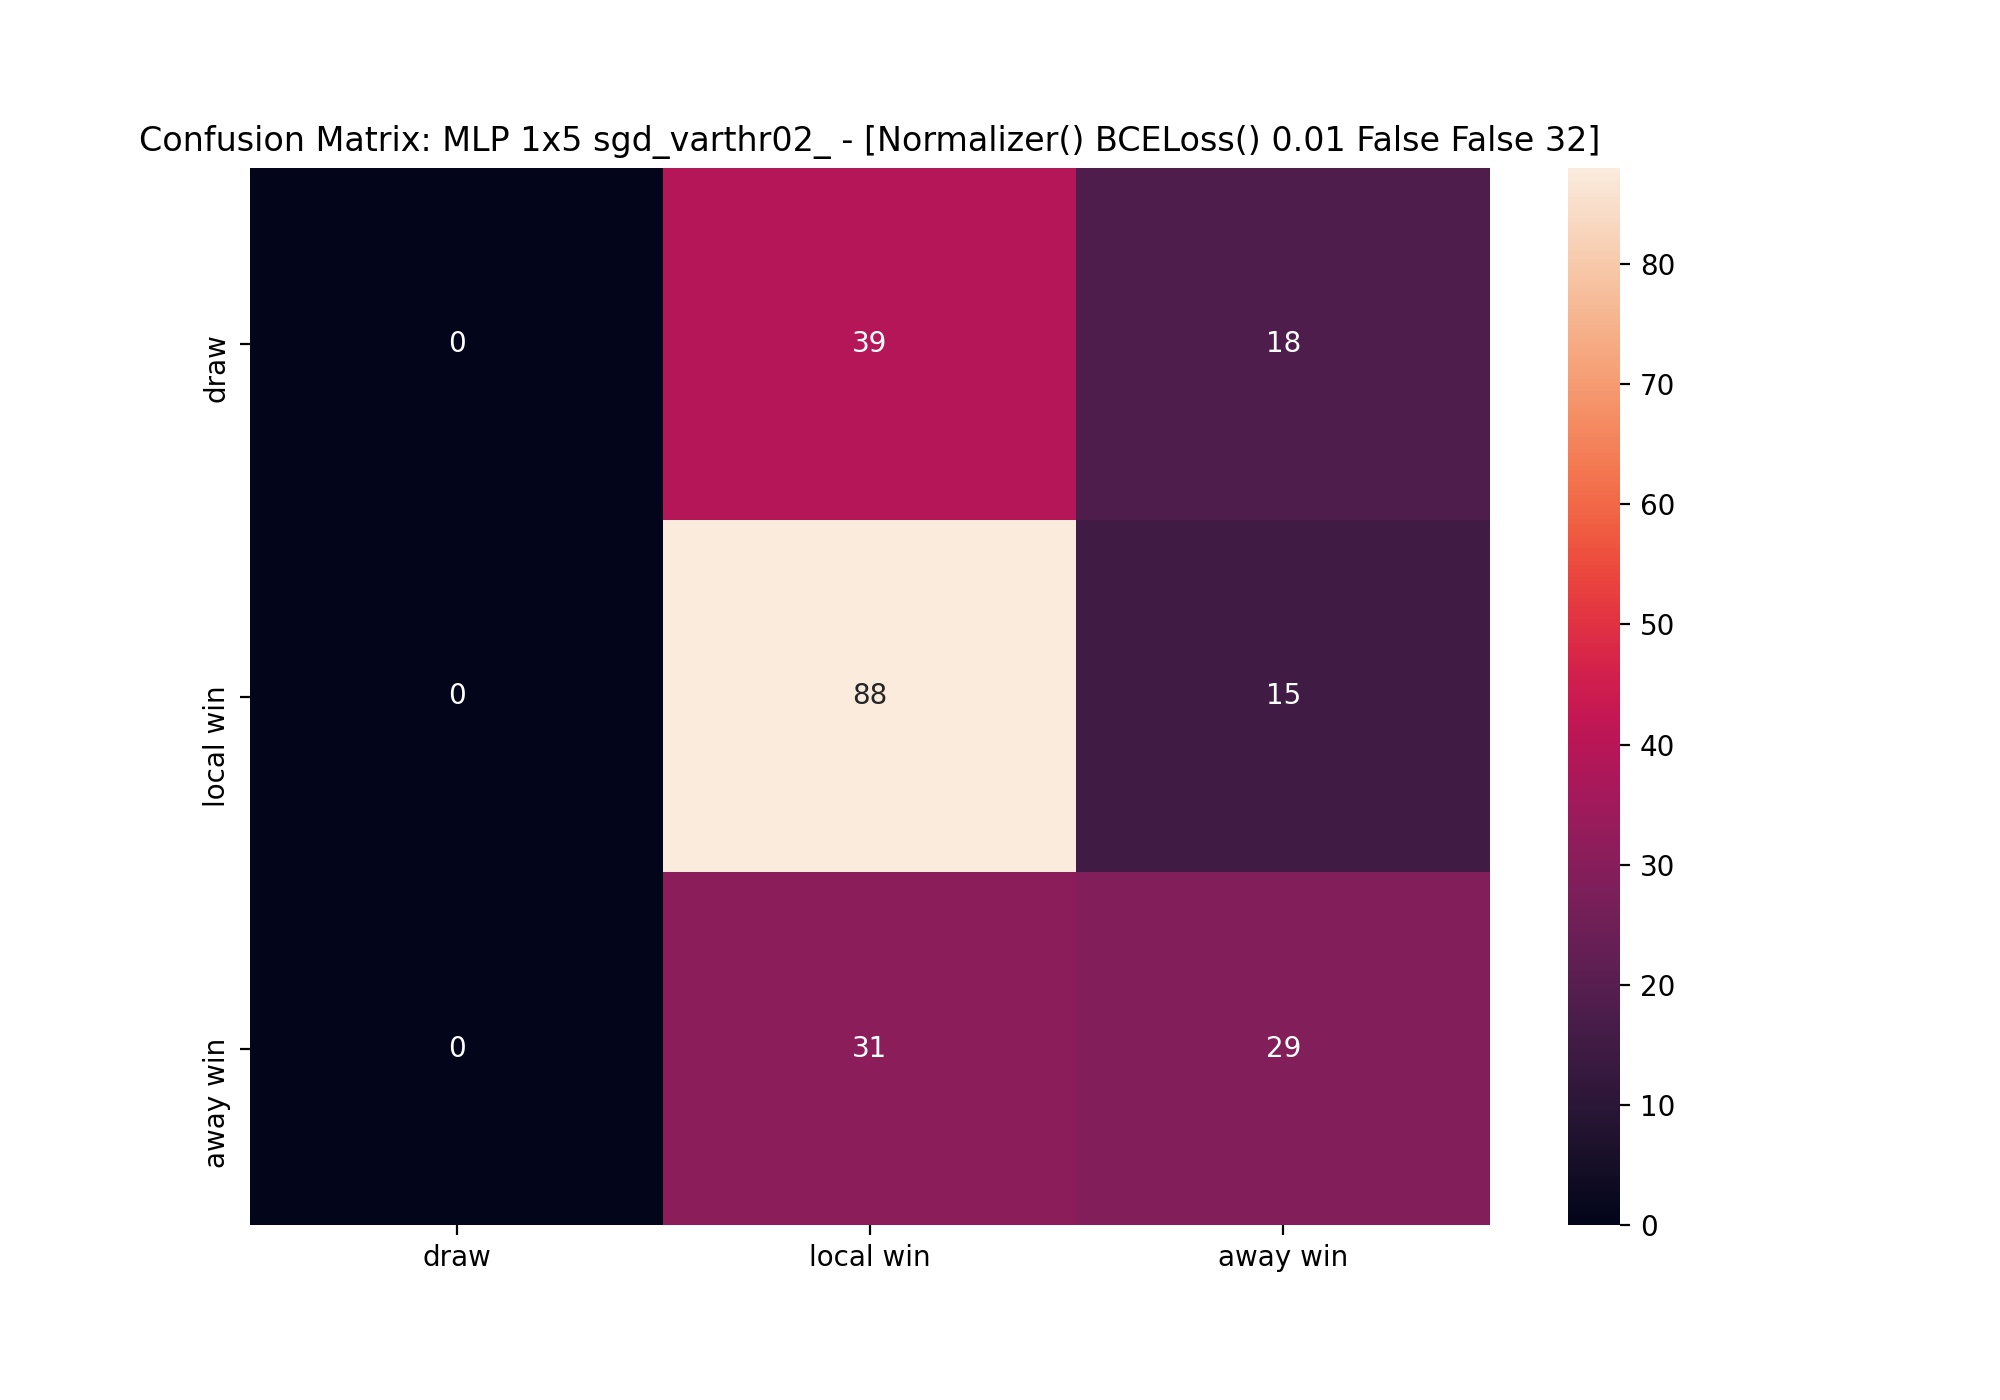 Confusion Matrix: MLP 1x5 sgd_varthr02_ - [Normalizer() BCELoss() 0.01 False False 32]
draw
0
39
18
local win
0
88
15
away win
0
31
29
draw
local win
away win
80
70
60
50
40
30
20
10
0